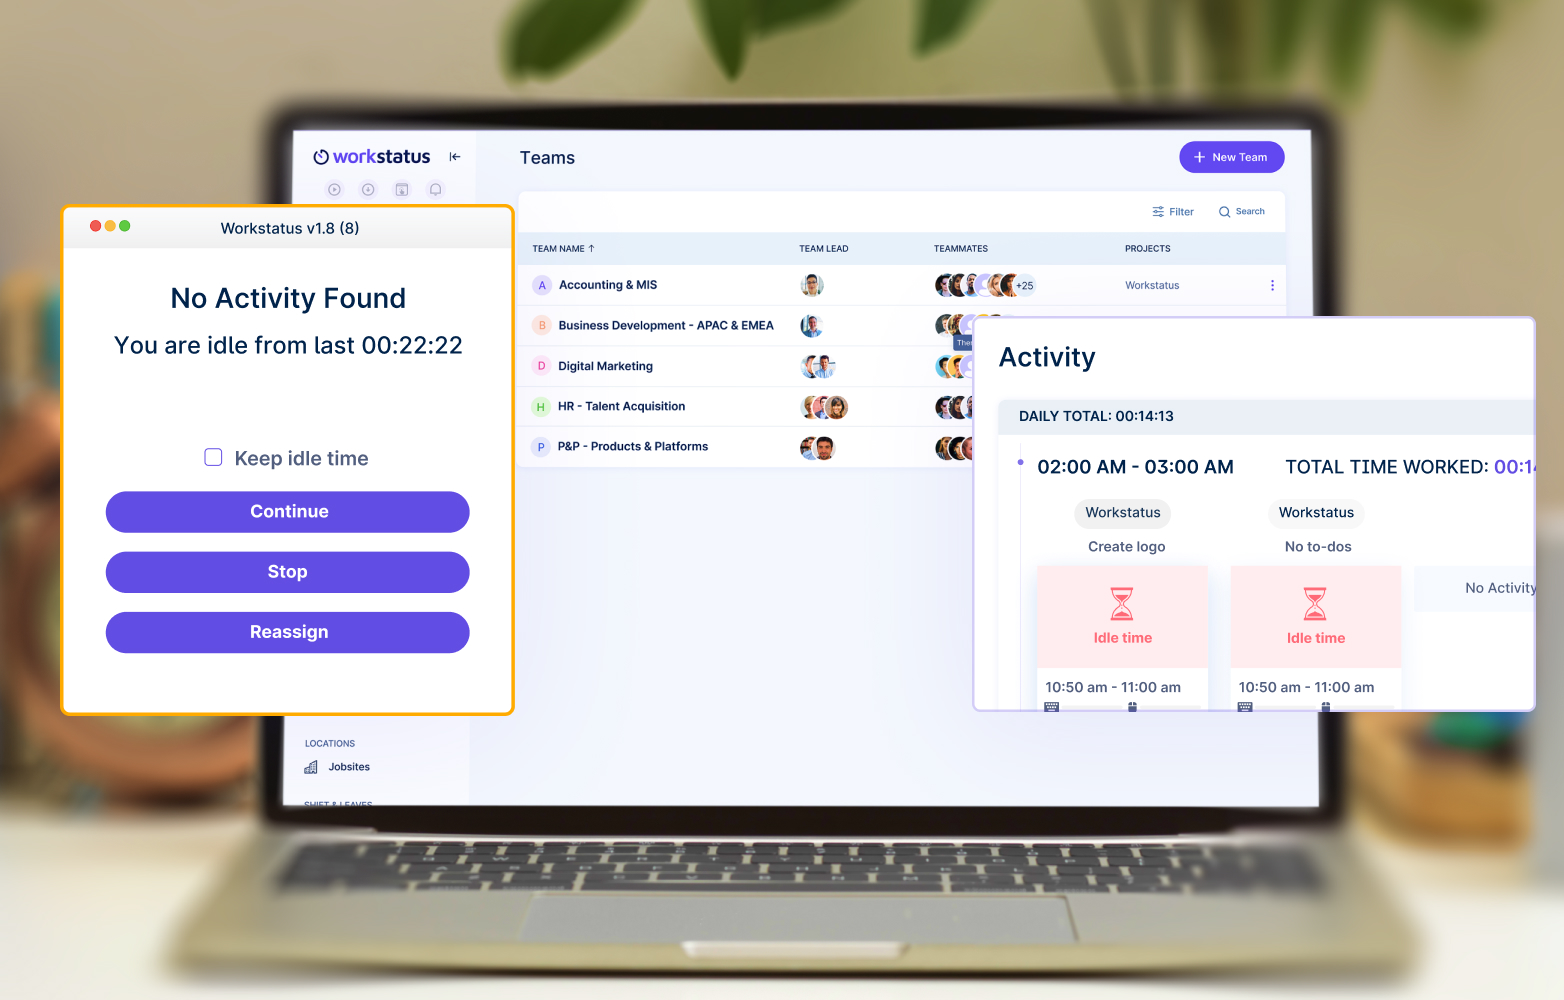 workstatus
Teams
+ New Team
Filter
Search
TEAM NAME ↑
TEAM LEAD
TEAMMATES
PROJECTS
A
Accounting & MIS
+25
Workstatus
B
Business Development - APAC & EMEA
D
Digital Marketing
H
HR - Talent Acquisition
P
P&P - Products & Platforms
LOCATIONS
Jobsites
SHIFT & LEAVES
Workstatus v1.8 (8)
No Activity Found
You are idle from last 00:22:22
Keep idle time
Continue
Stop
Reassign
Activity
DAILY TOTAL: 00:14:13
02:00 AM - 03:00 AM
TOTAL TIME WORKED: 00:14
Workstatus
Create logo
Idle time
10:50 am - 11:00 am
Workstatus
No to-dos
Idle time
10:50 am - 11:00 am
No Activity